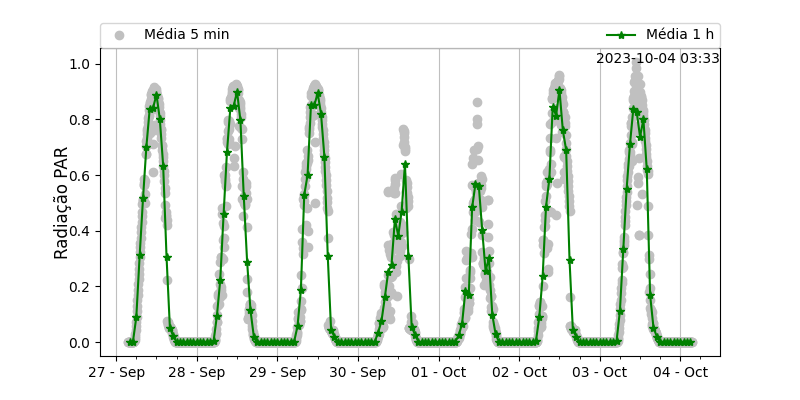 Média 5 min
Média 1 h
2023-10-04 03:33
1.0
0.8
0.6
0.4
0.2
0.0
Radiação PAR
27 - Sep
28 - Sep
29 - Sep
30 - Sep
01 - Oct
02 - Oct
03 - Oct
04 - Oct